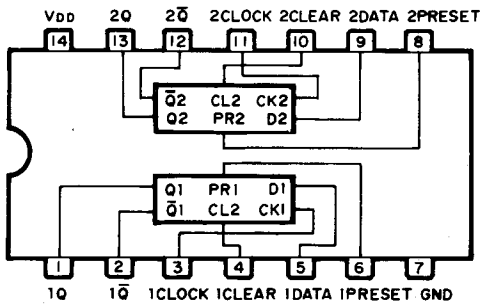 VDD 2Q 2Q̅ 2CLOCK 2CLEAR 2DATA 2PRESET
14 13 12 11 10 9 8
Q̅2 CL2 CK2
Q2 PR2 D2
Q1 PR1 D1
Q̅1 CL2 CK1
1 2 3 4 5 6 7
1Q 1Q̅ 1CLOCK 1CLEAR 1DATA 1PRESET GND